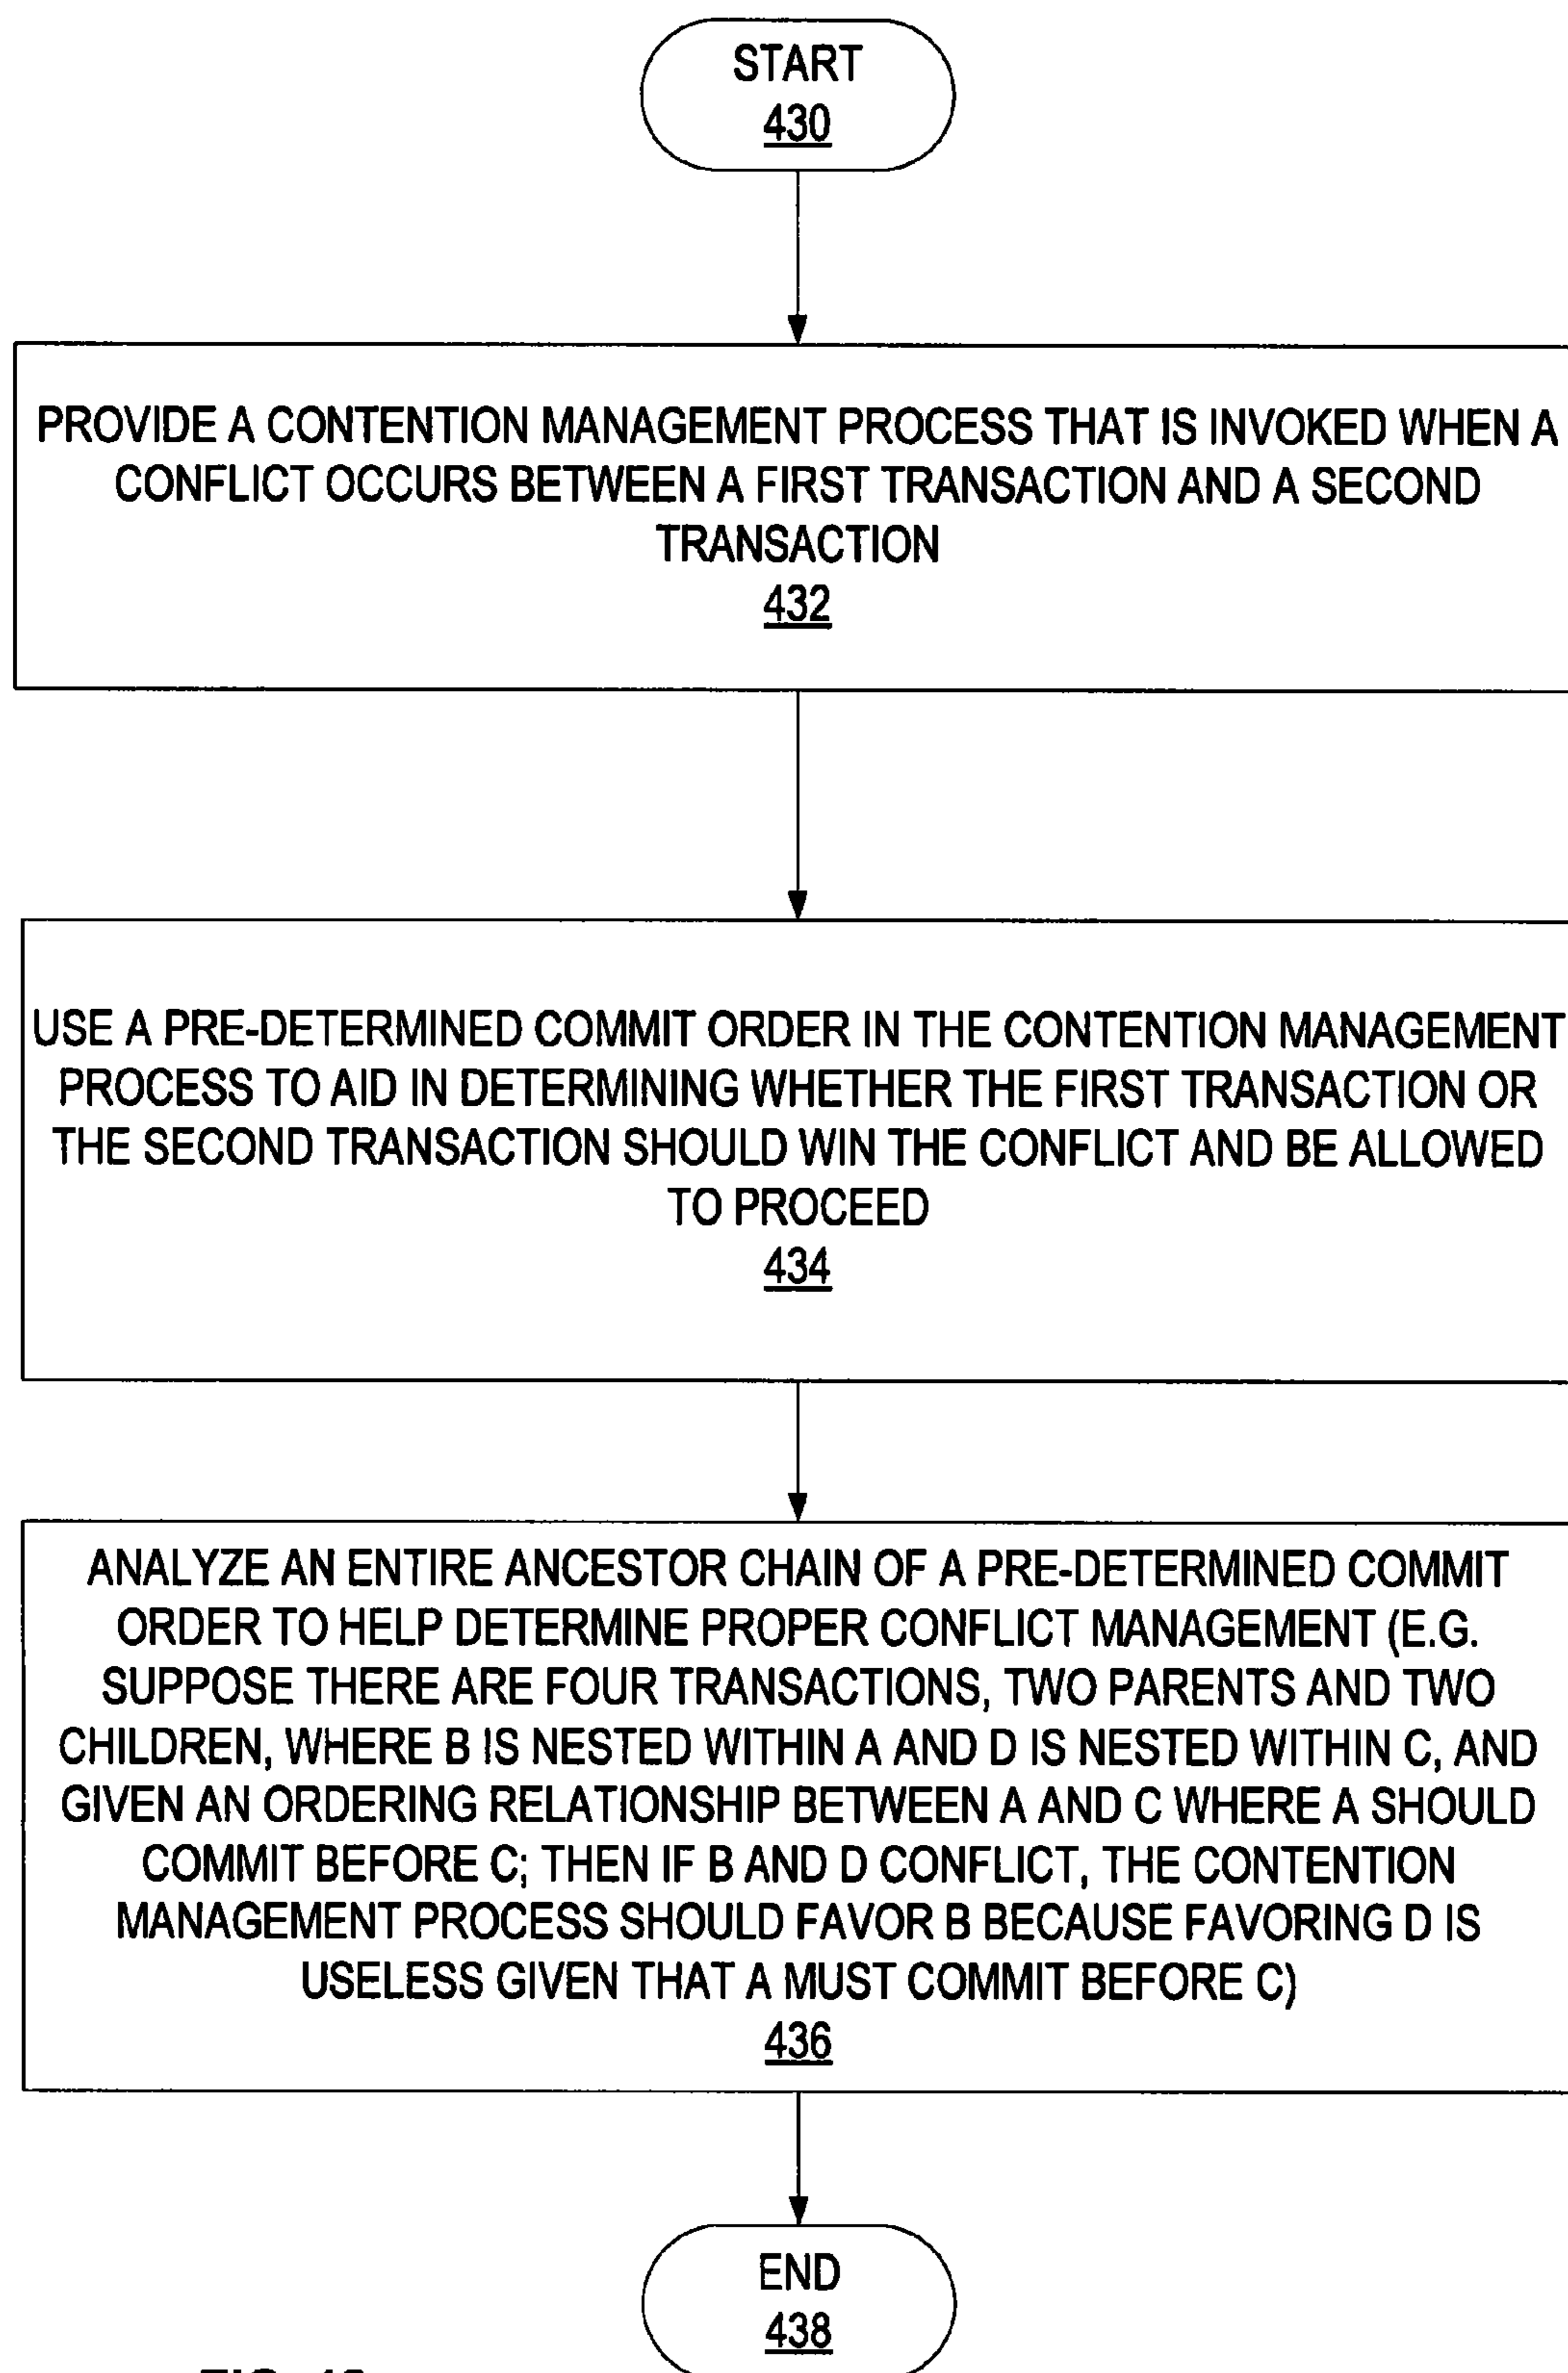 START
430
PROVIDE A CONTENTION MANAGEMENT PROCESS THAT IS INVOKED WHEN A
CONFLICT OCCURS BETWEEN A FIRST TRANSACTION AND A SECOND
TRANSACTION
432
USE A PRE-DETERMINED COMMIT ORDER IN THE CONTENTION MANAGEMENT
PROCESS TO AID IN DETERMINING WHETHER THE FIRST TRANSACTION OR
THE SECOND TRANSACTION SHOULD WIN THE CONFLICT AND BE ALLOWED
TO PROCEED
434
ANALYZE AN ENTIRE ANCESTOR CHAIN OF A PRE-DETERMINED COMMIT
ORDER TO HELP DETERMINE PROPER CONFLICT MANAGEMENT (E.G.
SUPPOSE THERE ARE FOUR TRANSACTIONS, TWO PARENTS AND TWO
CHILDREN, WHERE B IS NESTED WITHIN A AND D IS NESTED WITHIN C, AND
GIVEN AN ORDERING RELATIONSHIP BETWEEN A AND C WHERE A SHOULD
COMMIT BEFORE C; THEN IF B AND D CONFLICT, THE CONTENTION
MANAGEMENT PROCESS SHOULD FAVOR B BECAUSE FAVORING D IS
USELESS GIVEN THAT A MUST COMMIT BEFORE C)
436
END
438